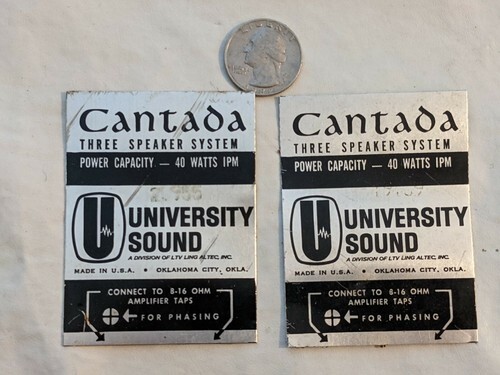 Cantada
THREE SPEAKER SYSTEM
POWER CAPACITY — 40 WATTS IPM
U UNIVERSITY
SOUND
A DIVISION OF LTV LING ALTEC, INC.
MADE IN U.S.A. • OKLAHOMA CITY, OKLA.
CONNECT TO 8-16 OHM
AMPLIFIER TAPS
FOR PHASING
Cantada
THREE SPEAKER SYSTEM
POWER CAPACITY — 40 WATTS IPM
U UNIVERSITY
SOUND
A DIVISION OF LTV LING ALTEC, INC.
MADE IN U.S.A. • OKLAHOMA CITY, OKLA.
CONNECT TO 8-16 OHM
AMPLIFIER TAPS
FOR PHASING